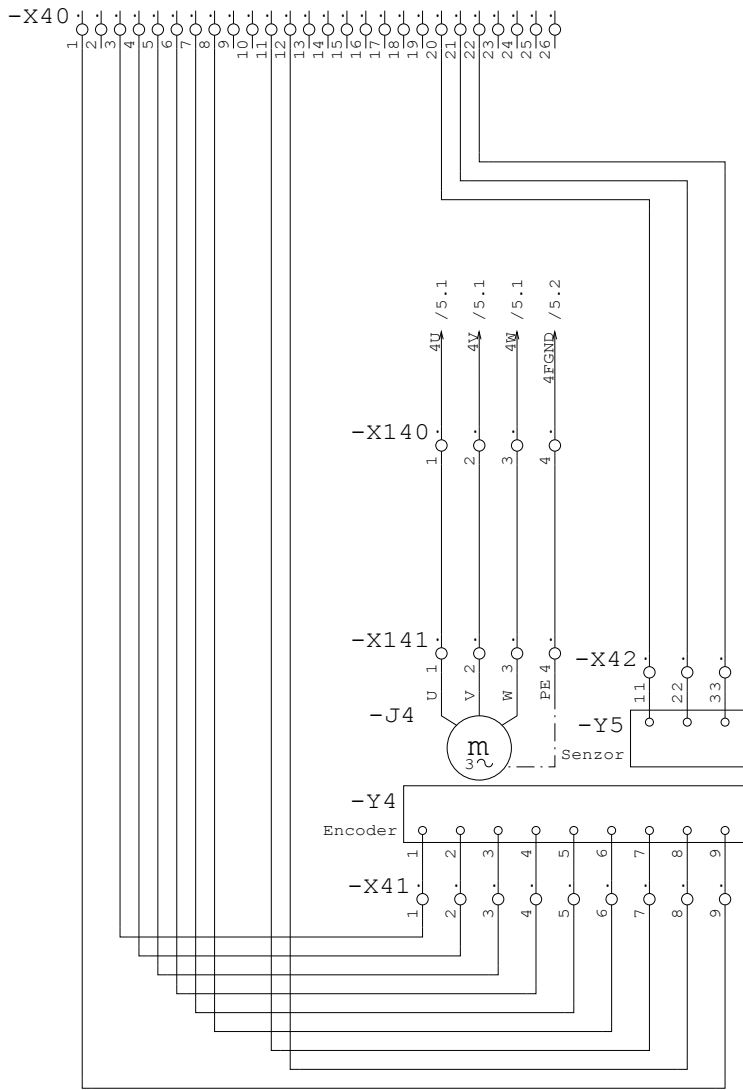 -X40
1 2 3 4 5 6 7 8 9 10 11 12 13 14 15 16 17 18 19 20 21 22 23 24 25 26
4U /5.1
4V /5.1
4W /5.1
4FGND /5.2
-X140
1 2 3 4
-X141
1 2 3 4
U V W PE
-X42
11 22 33
-J4
m
3~
-Y5
Senzor
-Y4
Encoder
1 2 3 4 5 6 7 8 9
-X41
1 2 3 4 5 6 7 8 9